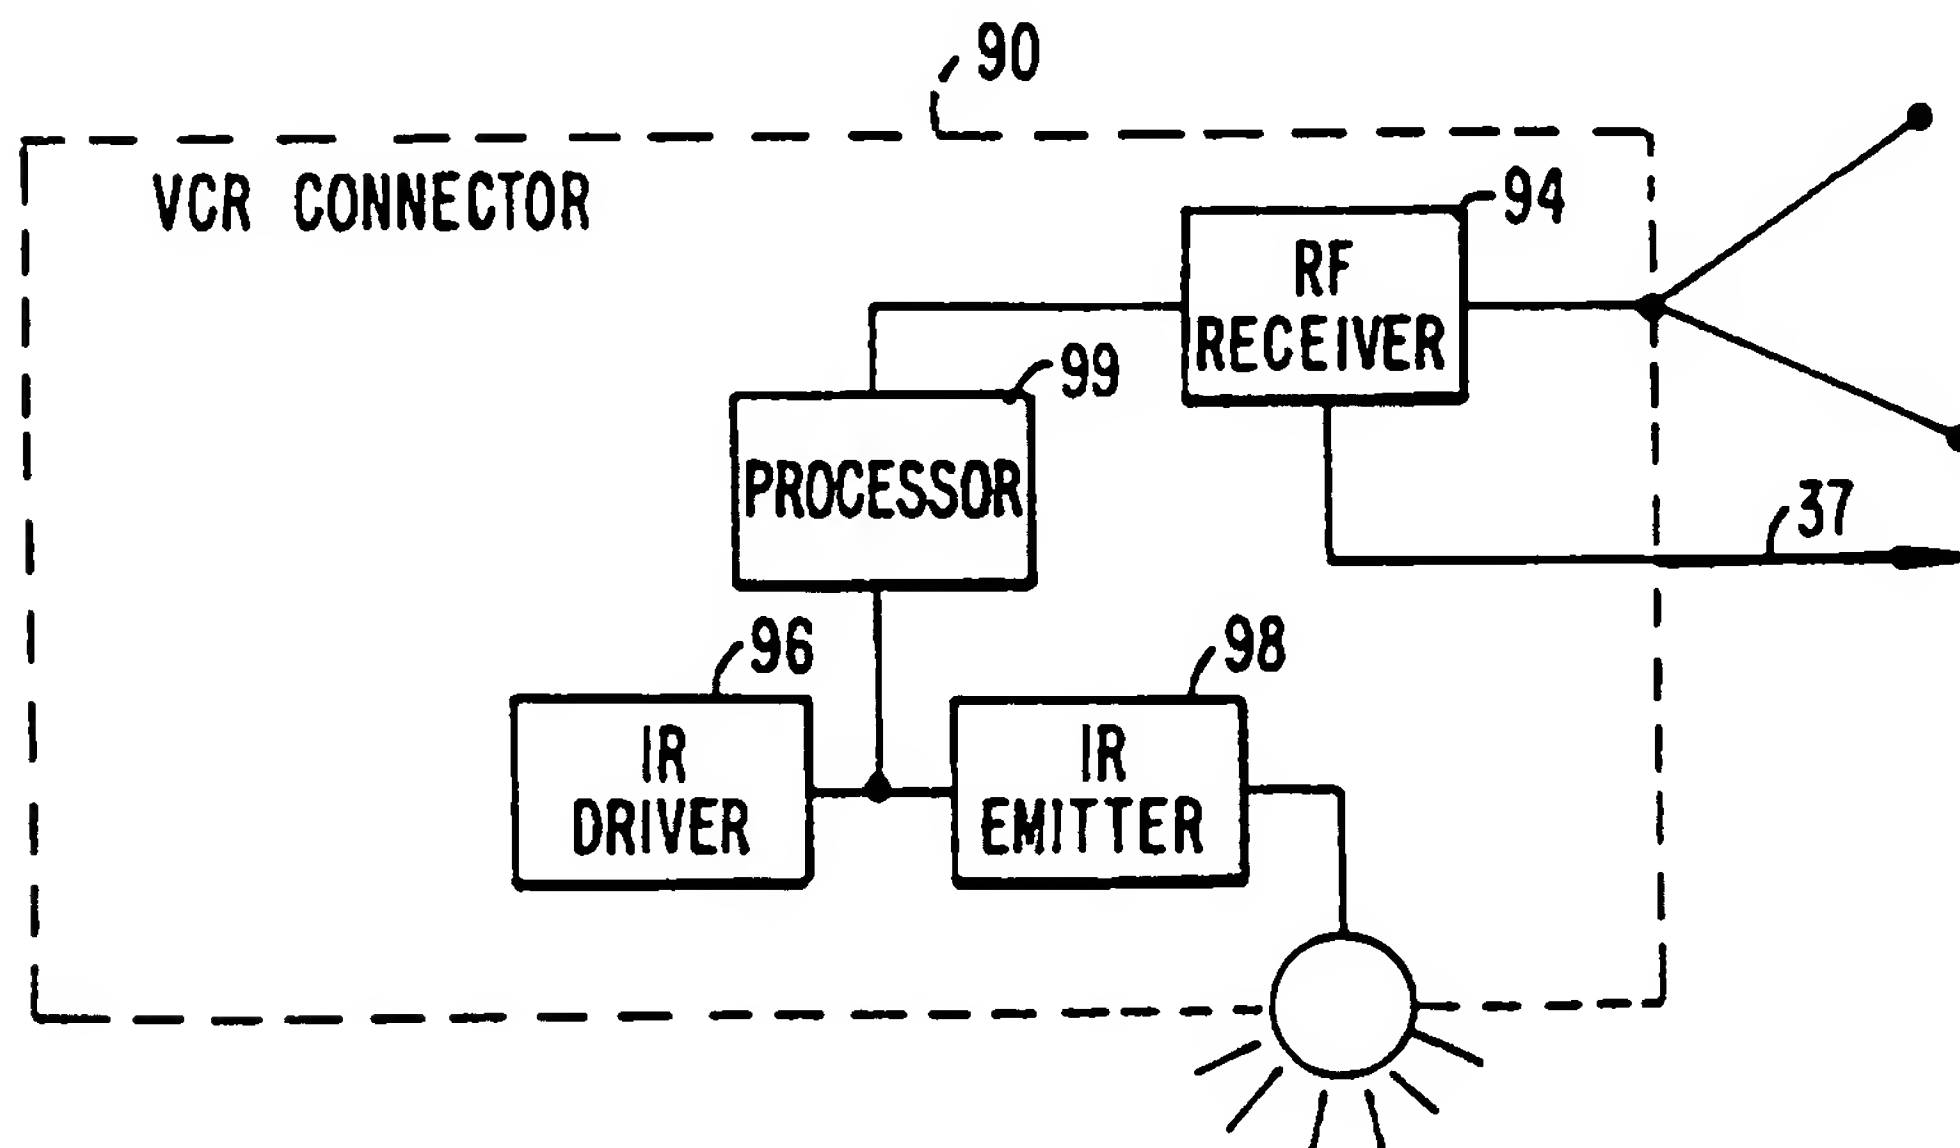 90
VCR CONNECTOR
94
RF
RECEIVER
99
PROCESSOR
37
96
98
IR
DRIVER
IR
EMITTER